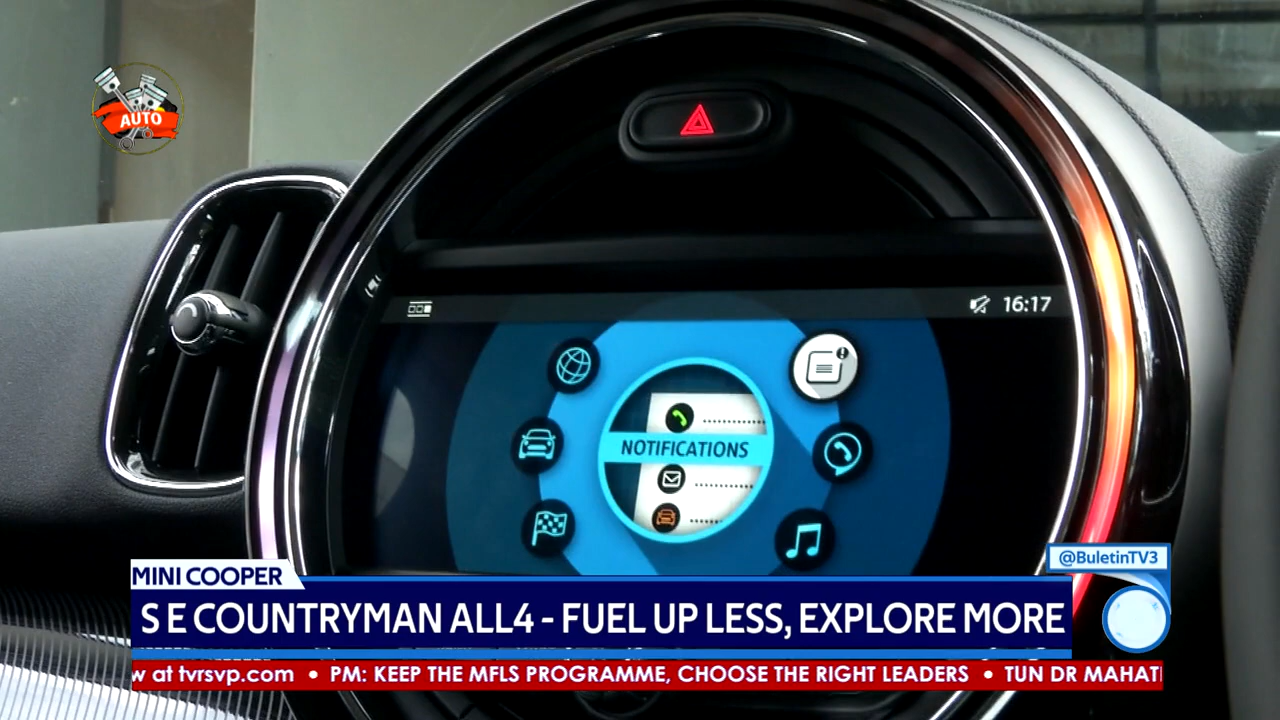 AUTO
16:17
NOTIFICATIONS
@BuletinTV3
MINI COOPER
S E COUNTRYMAN ALL4 - FUEL UP LESS, EXPLORE MORE
w at tvrsvp.com • PM: KEEP THE MFLS PROGRAMME, CHOOSE THE RIGHT LEADERS • TUN DR MAHATI